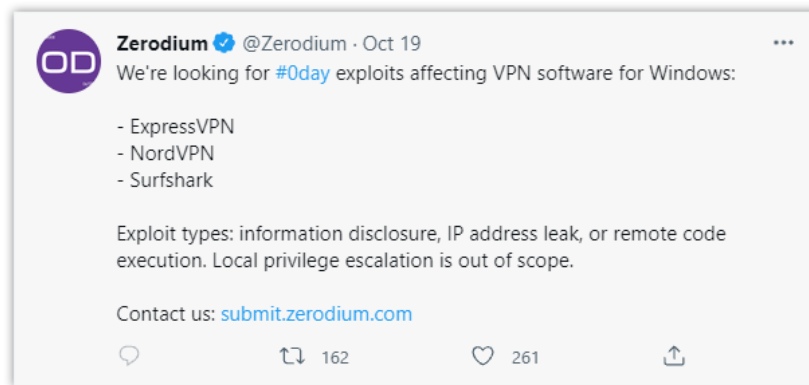 Zerodium @Zerodium · Oct 19
We're looking for #0day exploits affecting VPN software for Windows:
- ExpressVPN
- NordVPN
- Surfshark
Exploit types: information disclosure, IP address leak, or remote code
execution. Local privilege escalation is out of scope.
Contact us: submit.zerodium.com
162 261
OD